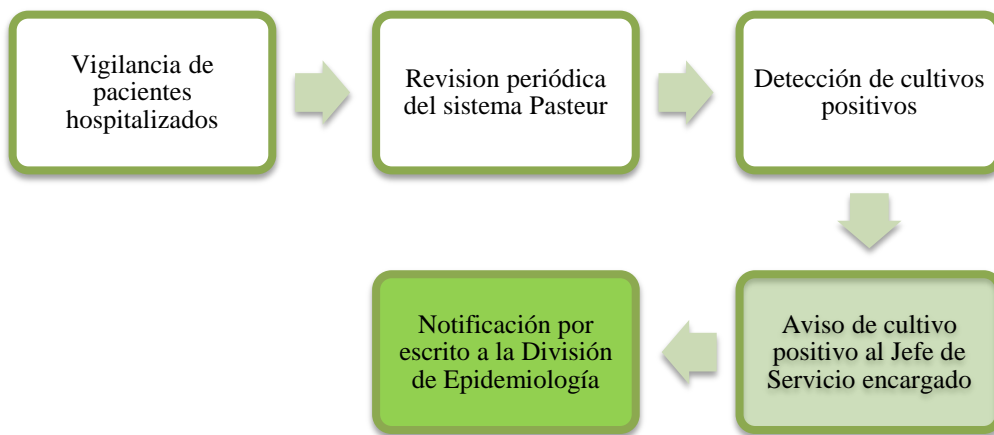 Vigilancia de
pacientes
hospitalizados
Revision periódica
del sistema Pasteur
Detección de cultivos
positivos
Aviso de cultivo
positivo al Jefe de
Servicio encargado
Notificación por
escrito a la División
de Epidemiología